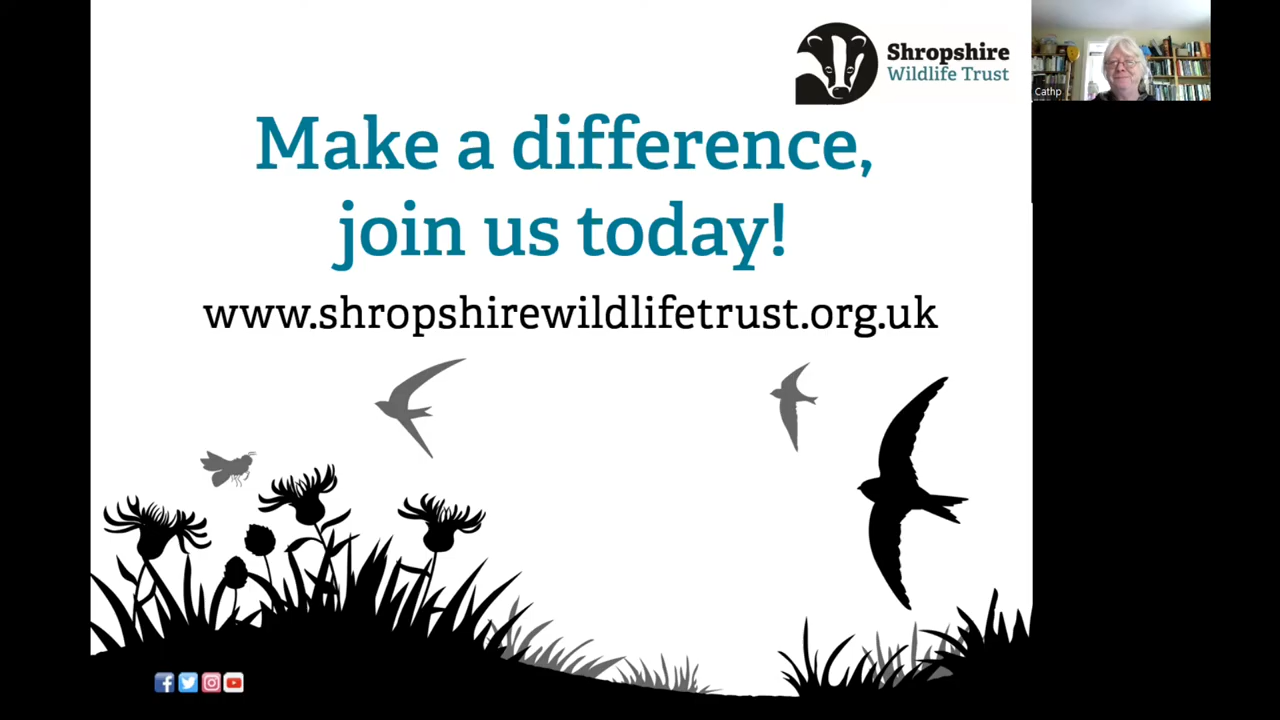 Shropshire
Wildlife Trust
Cathp
Make a difference,
join us today!
www.shropshirewildlifetrust.org.uk